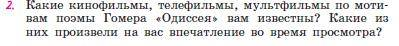 2. Какие кинофильмы, телефильмы, мультфильмы по моти-
вам поэмы Гомера «Одиссея» вам известны? Какие из
них произвели на вас впечатление во время просмотра?